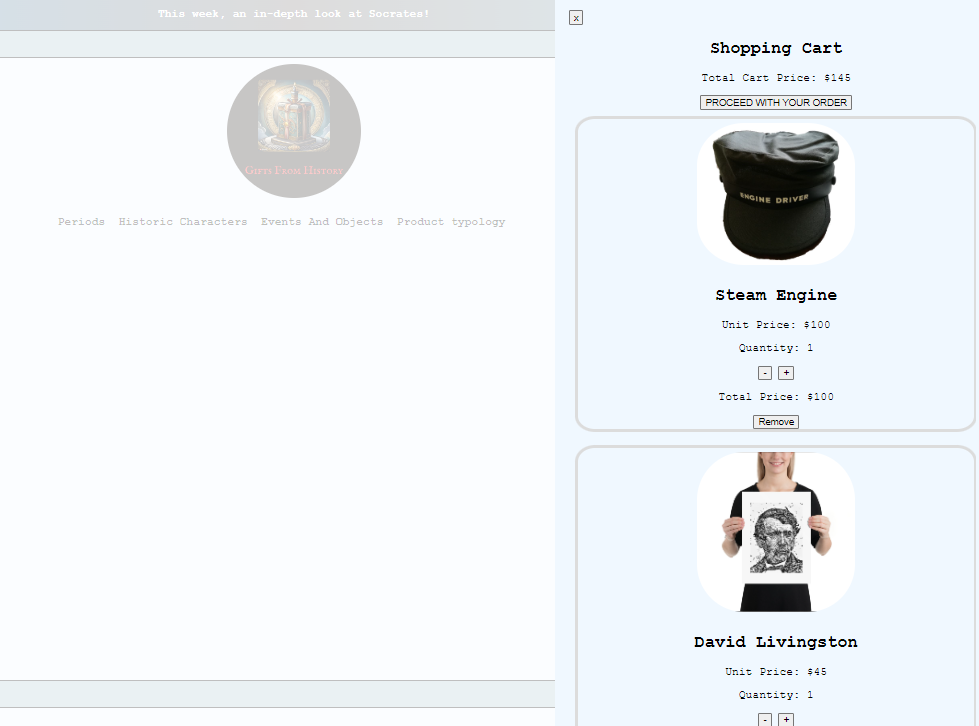 This week, an in-depth look at Socrates!
Gifts From History
Periods Historic Characters Events And Objects Product typology
x
Shopping Cart
Total Cart Price: $145
PROCEED WITH YOUR ORDER
ENGINE DRIVER
Steam Engine
Unit Price: $100
Quantity: 1
- +
Total Price: $100
Remove
David Livingston
Unit Price: $45
Quantity: 1
- +